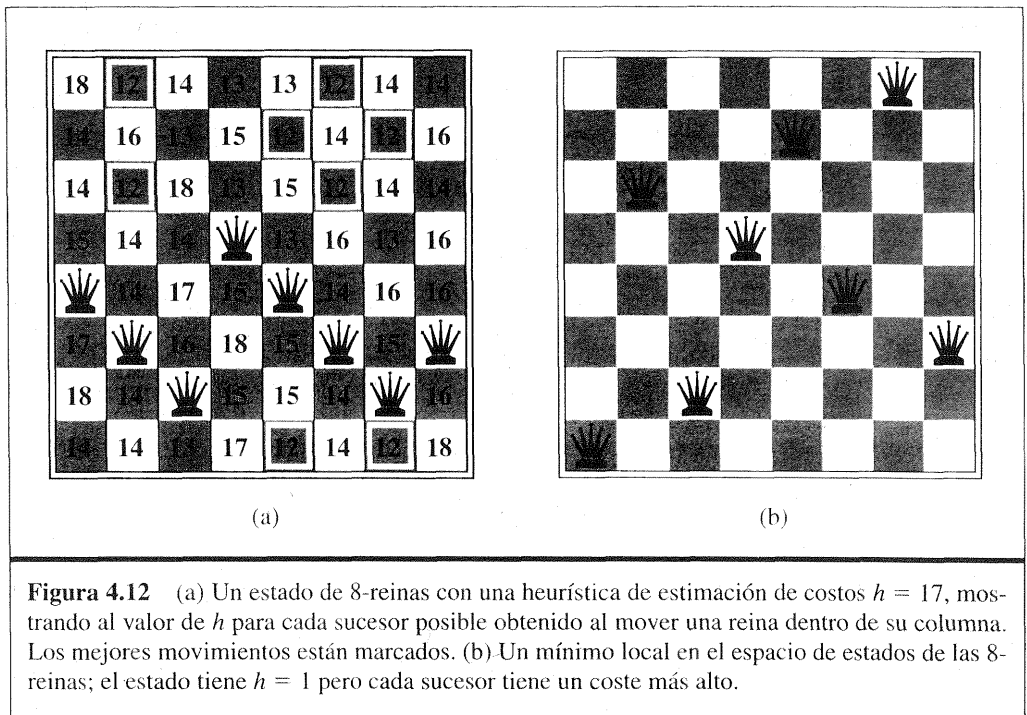 18 12 14 13 13 12 14 14
14 16 13 15 12 14 12 16
14 12 18 13 15 12 14 14
15 14 14 13 16 13 16
14 17 15 14 16 16
17 16 18 15 15
18 14 15 15 14 16
14 14 13 17 12 14 12 18
(a)
(b)
Figura 4.12 (a) Un estado de 8-reinas con una heurística de estimación de costos h = 17, mos-
trando al valor de h para cada sucesor posible obtenido al mover una reina dentro de su columna.
Los mejores movimientos están marcados. (b) Un mínimo local en el espacio de estados de las 8-
reinas; el estado tiene h = 1 pero cada sucesor tiene un coste más alto.